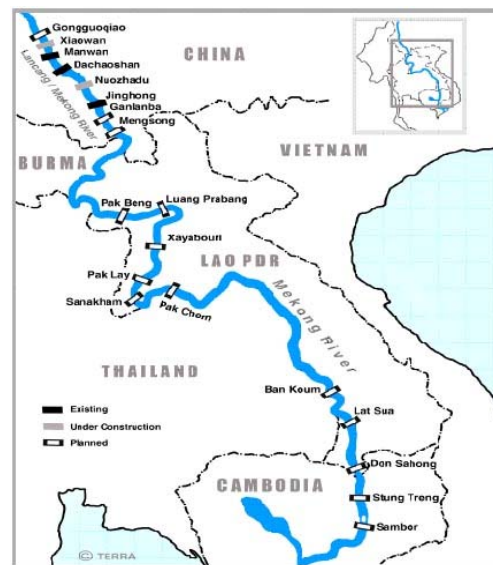 Gongguoqiao
Xiaowan
Manwan
Dachaoshan
Nuozhadu
Jinghong
Ganlanba
Mengsong
Lancang / Mekong River
CHINA
BURMA
VIETNAM
Pak Beng
Luang Prabang
Xayabouri
LAO PDR
Pak Lay
Sanakham
Pak Chom
Mekong River
THAILAND
Ban Koum
Lat Sua
Existing
Under Construction
Planned
Don Sahong
CAMBODIA
Stung Treng
Sambor
© TERRA